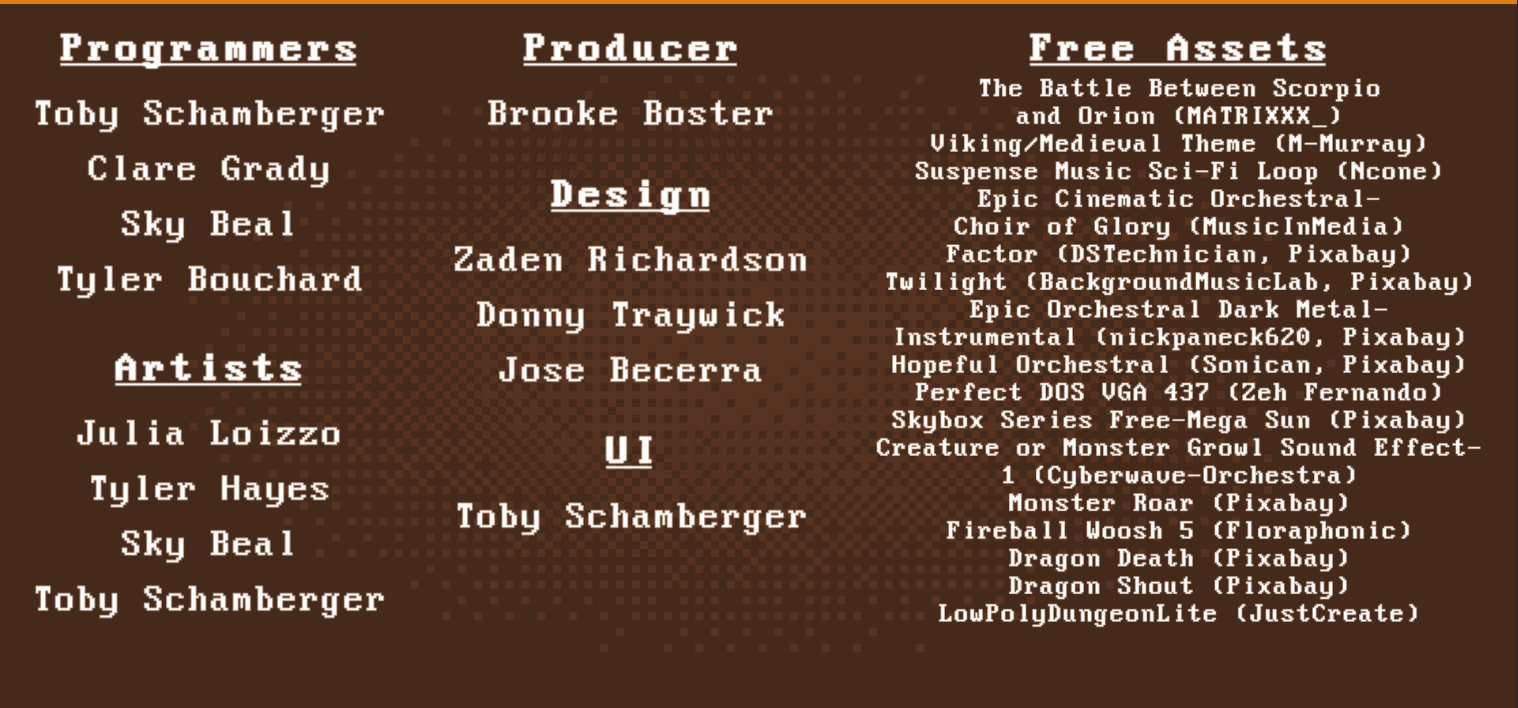 Programmers
Toby Schamberger
Clare Grady
Sky Beal
Tyler Bouchard
Artists
Julia Loizzo
Tyler Hayes
Sky Beal
Toby Schamberger
Producer
Brooke Boster
Design
Zaden Richardson
Donny Traywick
Jose Becerra
UI
Toby Schamberger
Free Assets
The Battle Between Scorpio
and Orion (MATRIXXX_)
Viking/Medieval Theme (M-Murray)
Suspense Music Sci-Fi Loop (Ncone)
Epic Cinematic Orchestral-
Choir of Glory (MusicInMedia)
Factor (DSTechnician, Pixabay)
Twilight (BackgroundMusicLab, Pixabay)
Epic Orchestral Dark Metal-
Instrumental (nickpaneck620, Pixabay)
Hopeful Orchestral (Sonican, Pixabay)
Perfect DOS VGA 437 (Zeh Fernando)
Skybox Series Free-Mega Sun (Pixabay)
Creature or Monster Growl Sound Effect-
1 (Cyberwave-Orchestra)
Monster Roar (Pixabay)
Fireball Woosh 5 (Floraphonic)
Dragon Death (Pixabay)
Dragon Shout (Pixabay)
LowPolyDungeonLite (JustCreate)